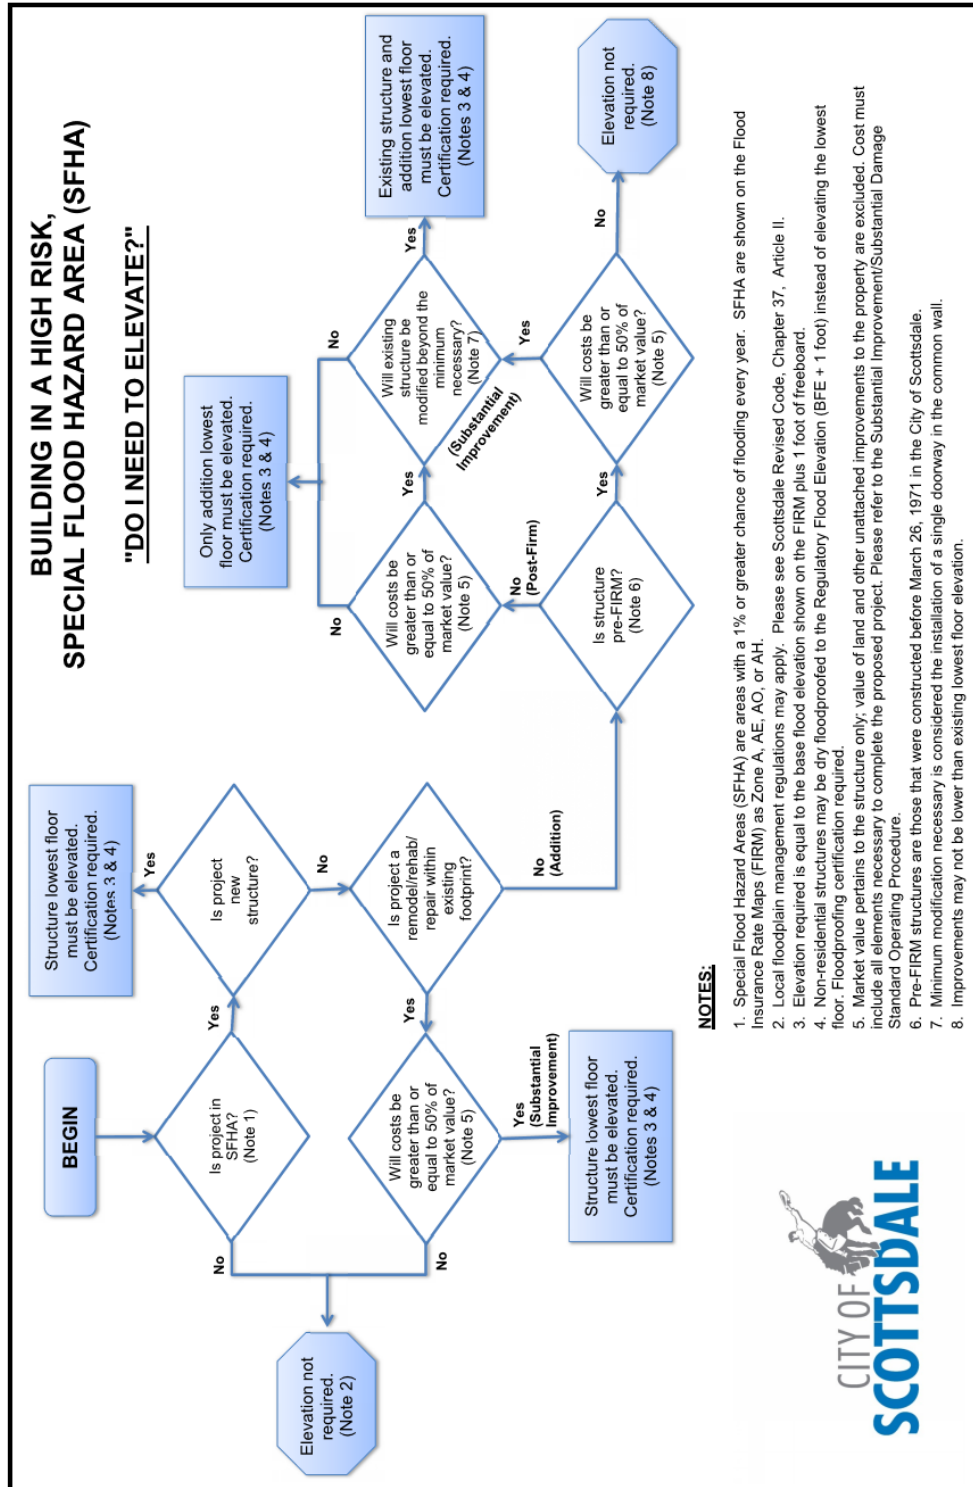 BUILDING IN A HIGH RISK,
SPECIAL FLOOD HAZARD AREA (SFHA)
"DO I NEED TO ELEVATE?"
BEGIN
Is project in
SFHA?
(Note 1)
Yes
No
Is project
new
structure?
Yes
No
Structure lowest floor
must be elevated.
Certification required.
(Notes 3 & 4)
Is project a
remodel/rehab/
repair within
existing
footprint?
Yes
No
(Addition)
Will costs be
greater than or
equal to 50% of
market value?
(Note 5)
No
Yes
(Substantial
Improvement)
Elevation not
required.
(Note 2)
Structure lowest floor
must be elevated.
Certification required.
(Notes 3 & 4)
Is structure
pre-FIRM?
(Note 6)
No
(Post-Firm)
Yes
Will costs be
greater than or
equal to 50% of
market value?
(Note 5)
No
Yes
Only addition lowest
floor must be elevated.
Certification required.
(Notes 3 & 4)
Will existing
structure be
modified beyond the
minimum
necessary?
(Note 7)
No
Yes
Existing structure and
addition lowest floor
must be elevated.
Certification required.
(Notes 3 & 4)
Will costs be
greater than or
equal to 50% of
market value?
(Note 5)
Yes
(Substantial
Improvement)
No
Elevation not
required.
(Note 8)
NOTES:
1. Special Flood Hazard Areas (SFHA) are areas with a 1% or greater chance of flooding every year. SFHA are shown on the Flood
Insurance Rate Maps (FIRM) as Zone A, AE, AO, or AH.
2. Local floodplain management regulations may apply. Please see Scottsdale Revised Code, Chapter 37, Article II.
3. Elevation required is equal to the base flood elevation shown on the FIRM plus 1 foot of freeboard.
4. Non-residential structures may be dry floodproofed to the Regulatory Flood Elevation (BFE + 1 foot) instead of elevating the lowest
floor. Floodproofing certification required.
5. Market value pertains to the structure only; value of land and other unattached improvements to the property are excluded. Cost must
include all elements necessary to complete the proposed project. Please refer to the Substantial Improvement/Substantial Damage
Standard Operating Procedure.
6. Pre-FIRM structures are those that were constructed before March 26, 1971 in the City of Scottsdale.
7. Minimum modification necessary is considered the installation of a single doorway in the common wall.
8. Improvements may not be lower than existing lowest floor elevation.
CITY OF
SCOTTSDALE